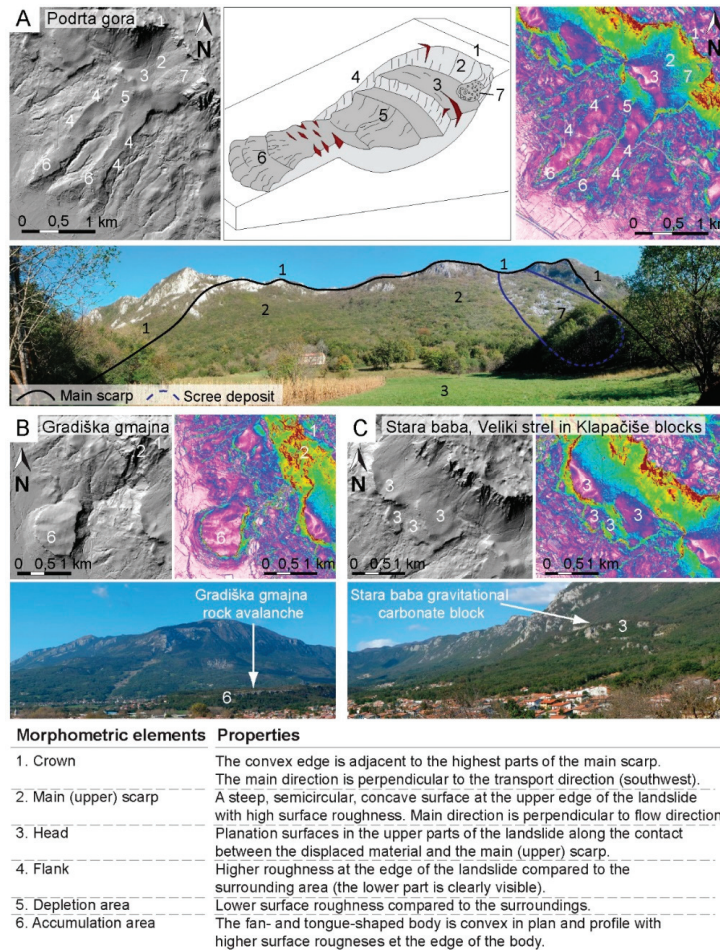 A Podrta gora
N
1
2
3
7
4
5
4
4
4
6
6
4
0 0,5 1 km
1
2
3
4
5
6
7
1
2
3
7
5
4
4
4
4
6
6
4
N
0 0,5 1 km
1
1
1
1
2
2
7
3
Main scarp Scree deposit
B Gradiška gmajna
N
1
2
6
0 0,51 km
1
2
6
0 0,51 km
C Stara baba, Veliki strel in Klapačiše blocks
N
3
3
3
3
0 0,51 km
3
3
3
3
0 0,51 km
Gradiška gmajna
rock avalanche
6
Stara baba gravitational
carbonate block
3
Morphometric elements Properties
1. Crown The convex edge is adjacent to the highest parts of the main scarp.
The main direction is perpendicular to the transport direction (southwest).
2. Main (upper) scarp A steep, semicircular, concave surface at the upper edge of the landslide
with high surface roughness. Main direction is perpendicular to flow direction
3. Head Planation surfaces in the upper parts of the landslide along the contact
between the displaced material and the main (upper) scarp.
4. Flank Higher roughness at the edge of the landslide compared to the
surrounding area (the lower part is clearly visible).
5. Depletion area Lower surface roughness compared to the surroundings.
6. Accumulation area The fan- and tongue-shaped body is convex in plan and profile with
higher surface rougneses et the edge of the body.